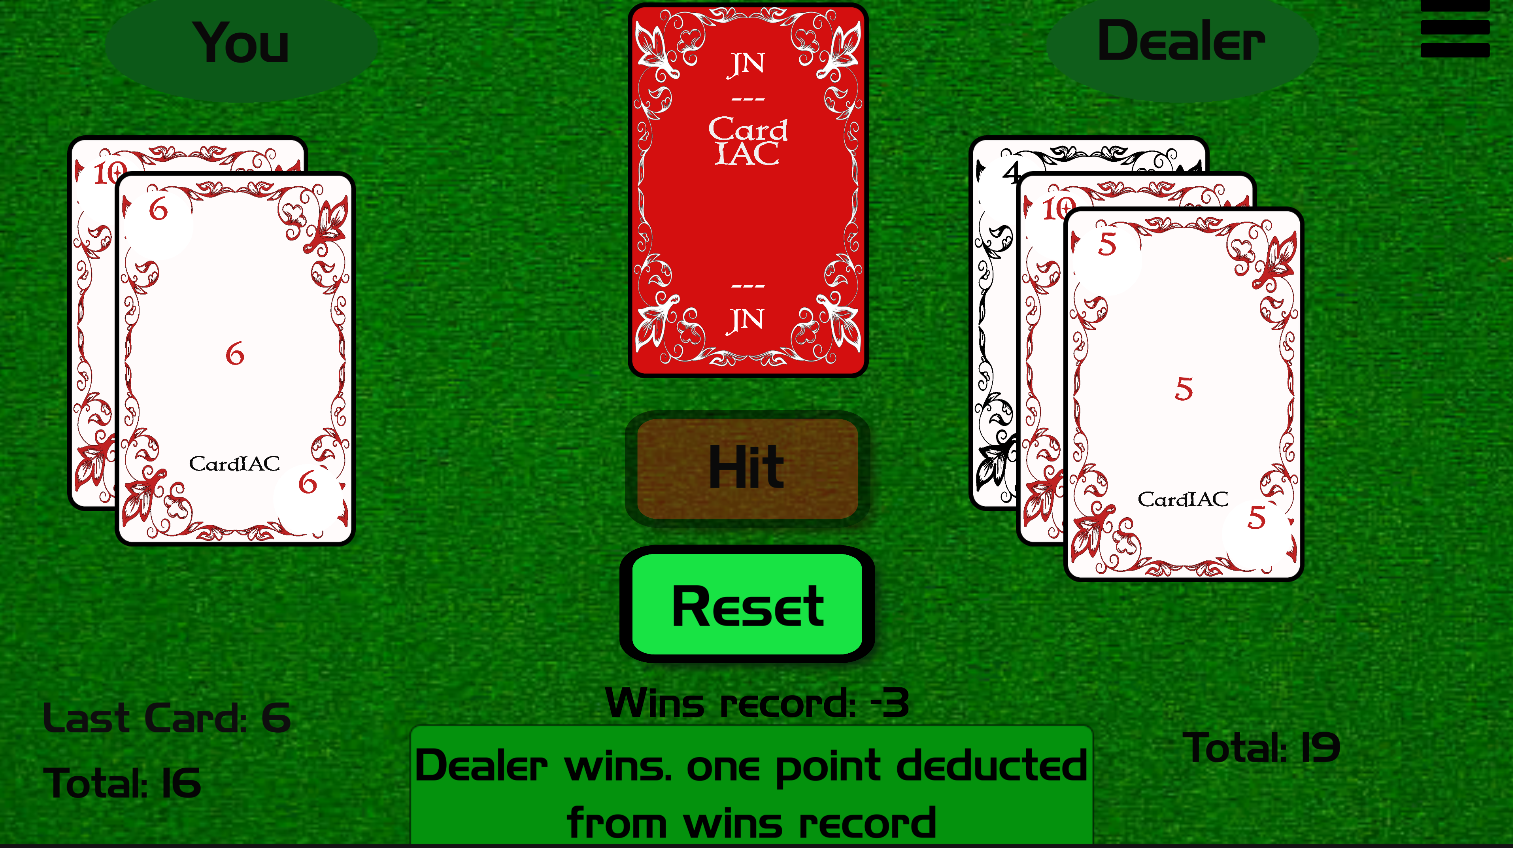 You
Dealer
JN
---
Card
IAC
---
JN
10
6
6
CardIAC
6
4
10
5
5
CardIAC
5
Hit
Reset
Wins record: -3
Last Card: 6
Total: 16
Total: 19
Dealer wins. one point deducted
from wins record